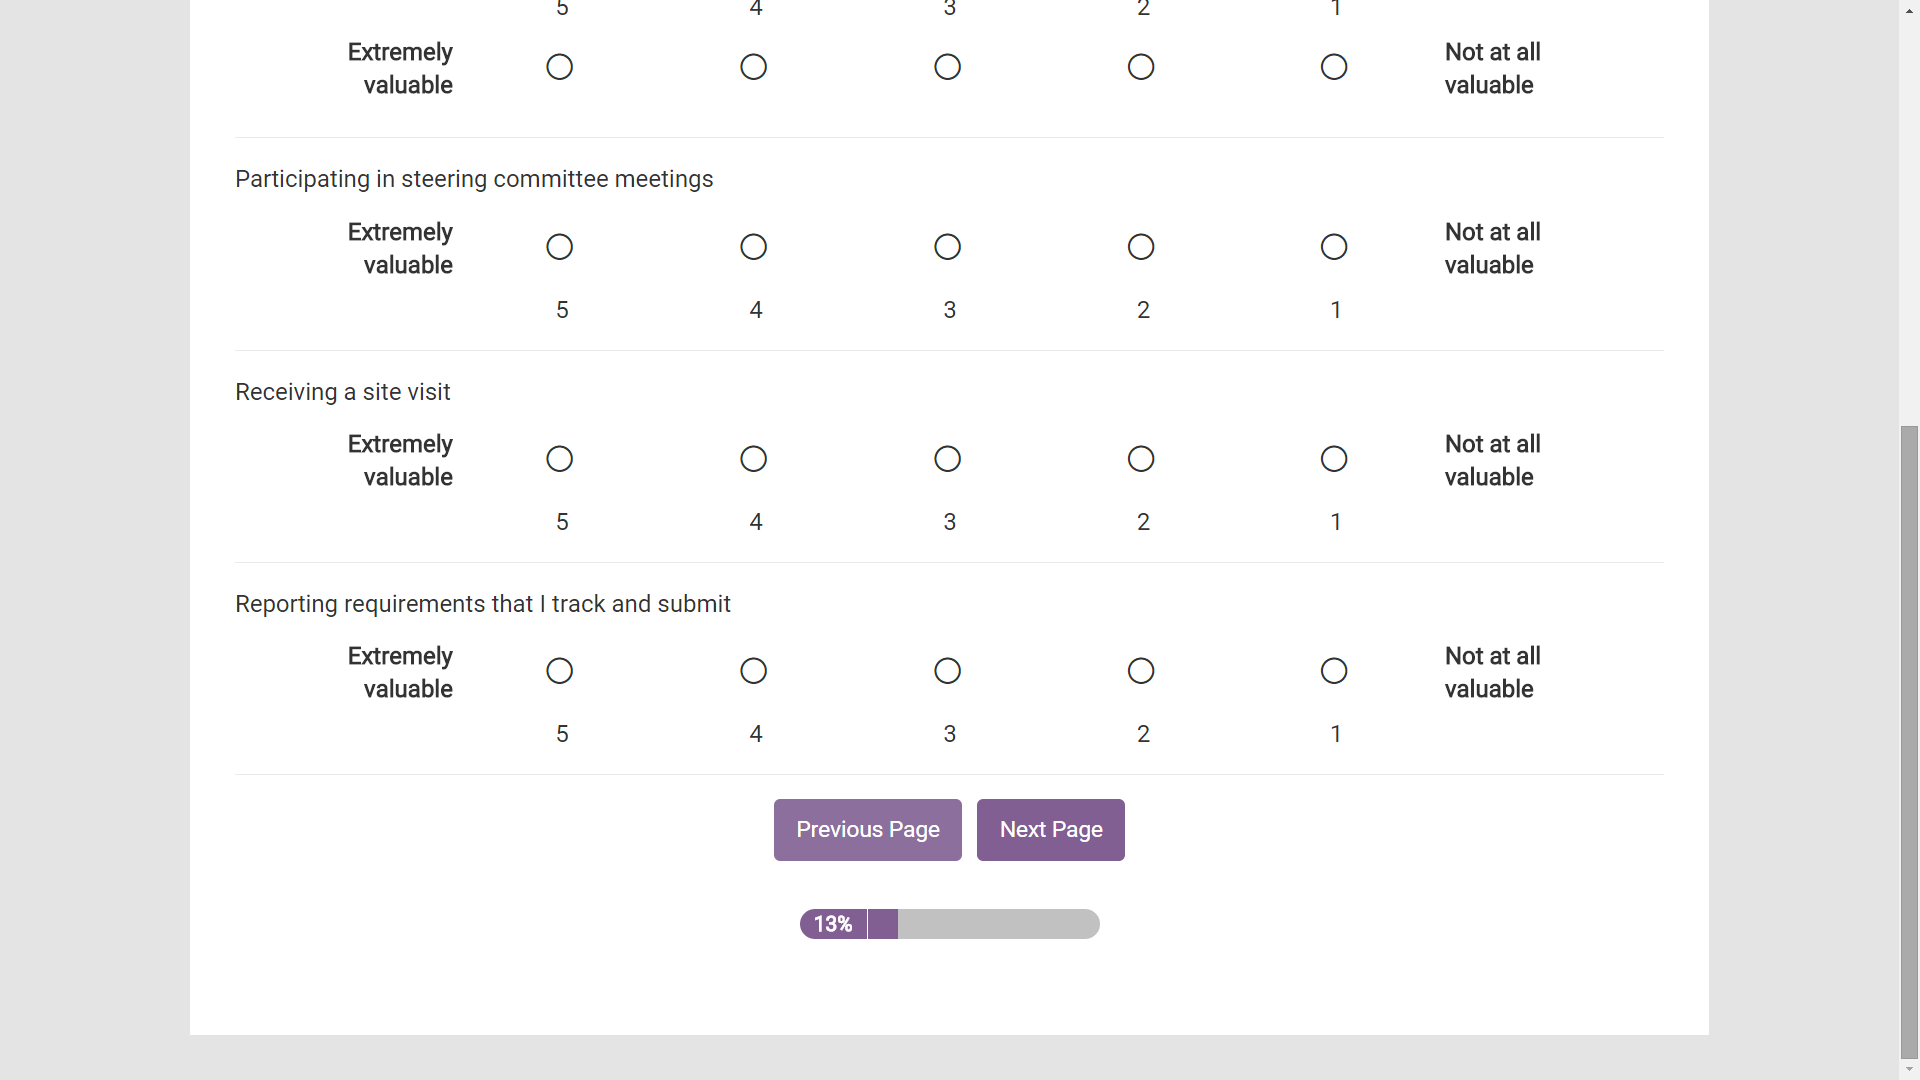 5 4 3 2 1
Extremely valuable Not at all valuable
Participating in steering committee meetings
Extremely valuable Not at all valuable
5 4 3 2 1
Receiving a site visit
Extremely valuable Not at all valuable
5 4 3 2 1
Reporting requirements that I track and submit
Extremely valuable Not at all valuable
5 4 3 2 1
Previous Page Next Page
13%